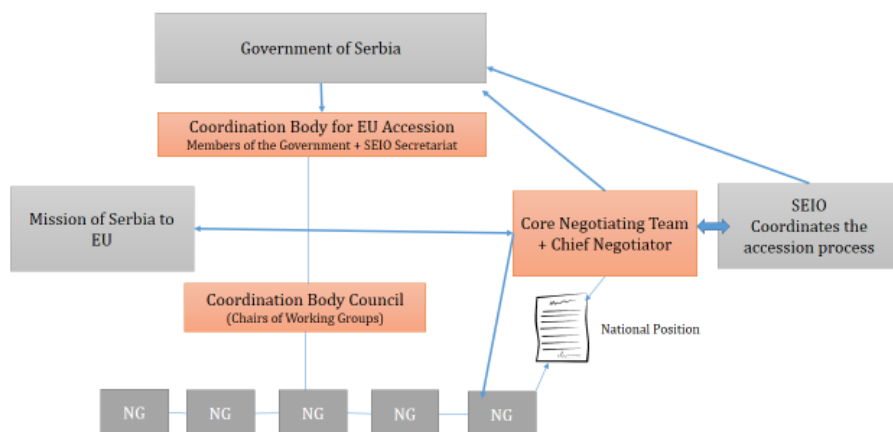 Government of Serbia
Coordination Body for EU Accession
Members of the Government + SEIO Secretariat
Mission of Serbia to
EU
Core Negotiating Team
+ Chief Negotiator
SEIO
Coordinates the
accession process
Coordination Body Council
(Chairs of Working Groups)
National Position
NG
NG
NG
NG
NG